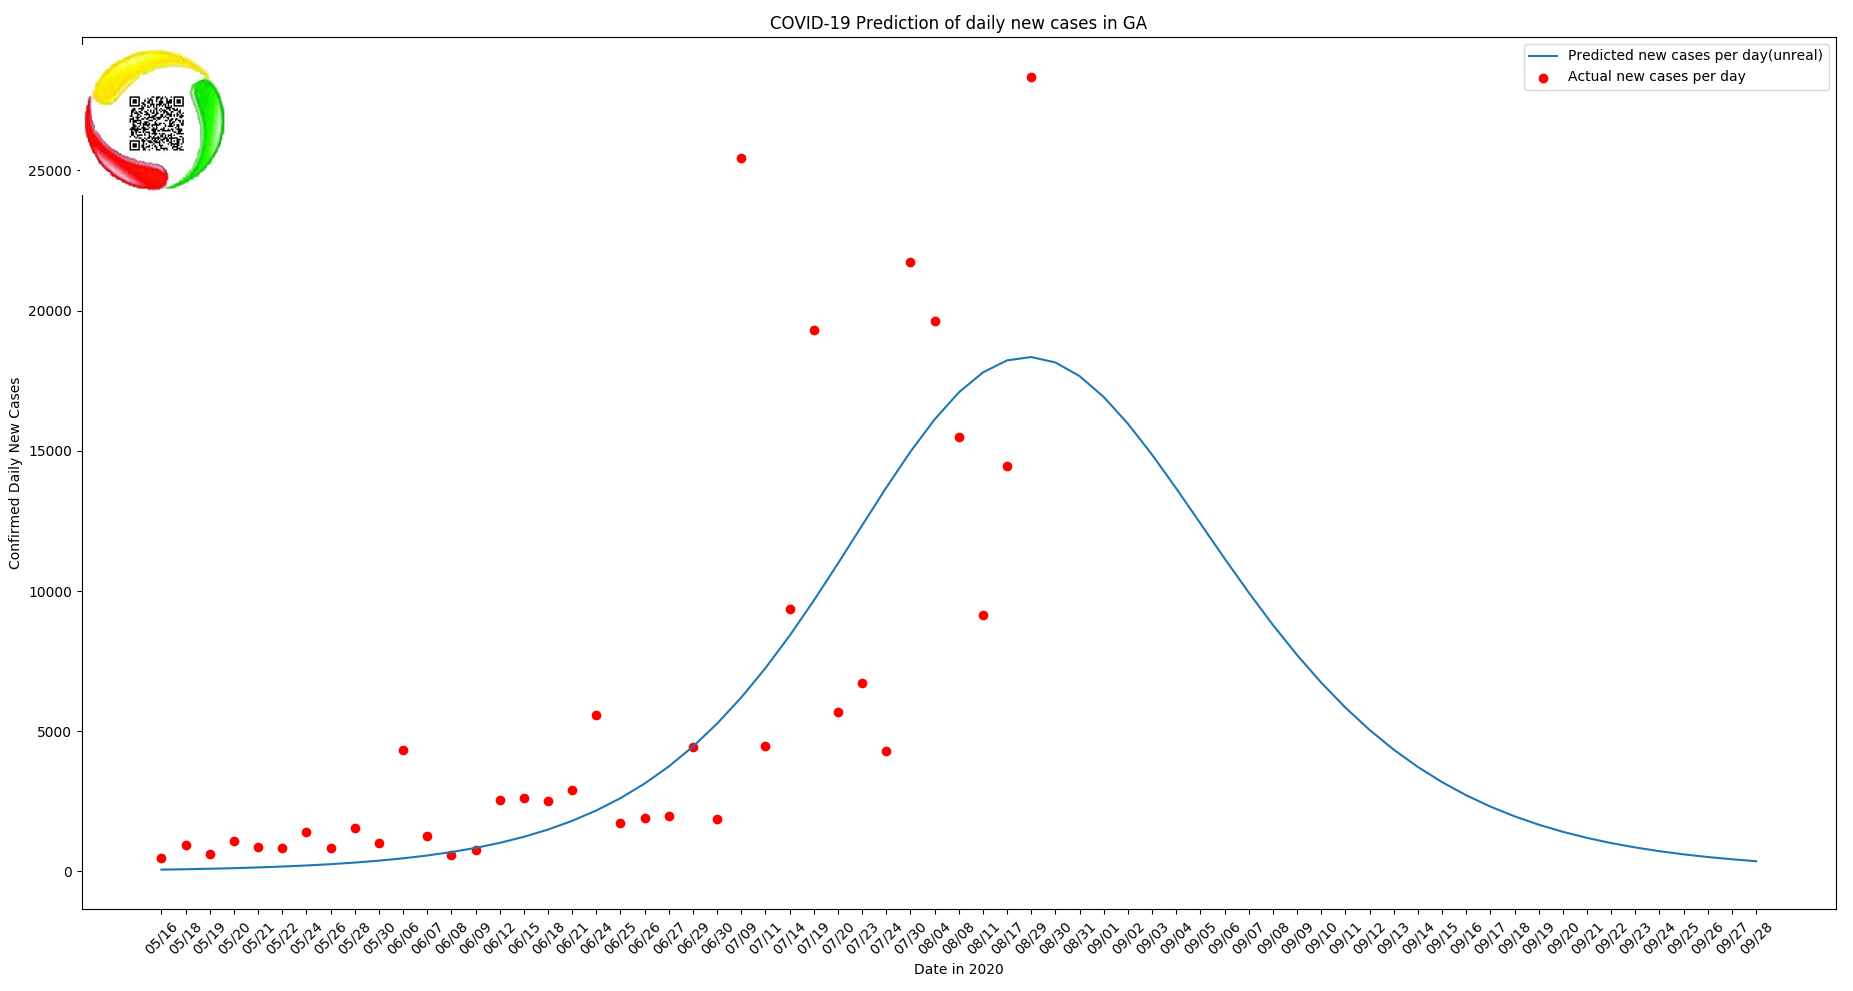 COVID-19 Prediction of daily new cases in GA
Predicted new cases per day(unreal)
Actual new cases per day
25000
20000
15000
10000
5000
0
Confirmed Daily New Cases
05/16 05/18 05/19 05/20 05/21 05/22 05/24 05/26 05/28 05/30 06/06 06/07 06/08 06/09 06/12 06/15 06/18 06/21 06/24 06/25 06/26 06/27 06/29 06/30 07/09 07/11 07/14 07/19 07/20 07/23 07/24 07/30 08/04 08/08 08/11 08/17 08/29 08/30 08/31 09/01 09/02 09/03 09/04 09/05 09/06 09/07 09/08 09/09 09/10 09/11 09/12 09/13 09/14 09/15 09/16 09/17 09/18 09/19 09/20 09/21 09/22 09/23 09/24 09/25 09/26 09/27 09/28
Date in 2020